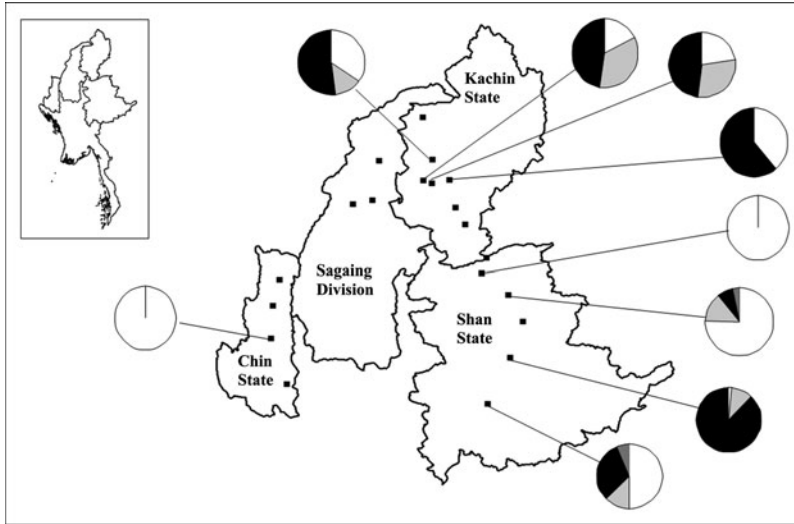 Kachin
State
Sagaing
Division
Shan
State
Chin
State